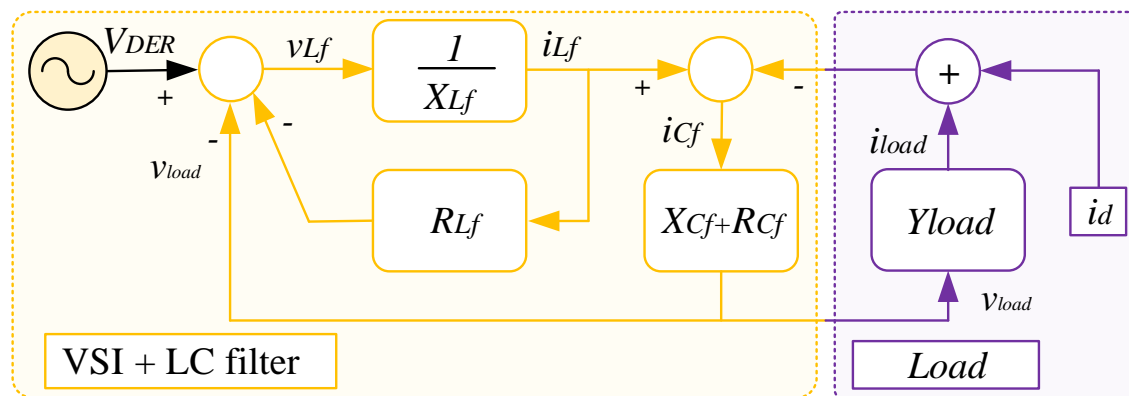 VDER
+
-
vload
-
vLf
1
XLf
iLf
RLf
+
-
iCf
XCf+RCf
VSI + LC filter
+
iload
Yload
id
vload
Load